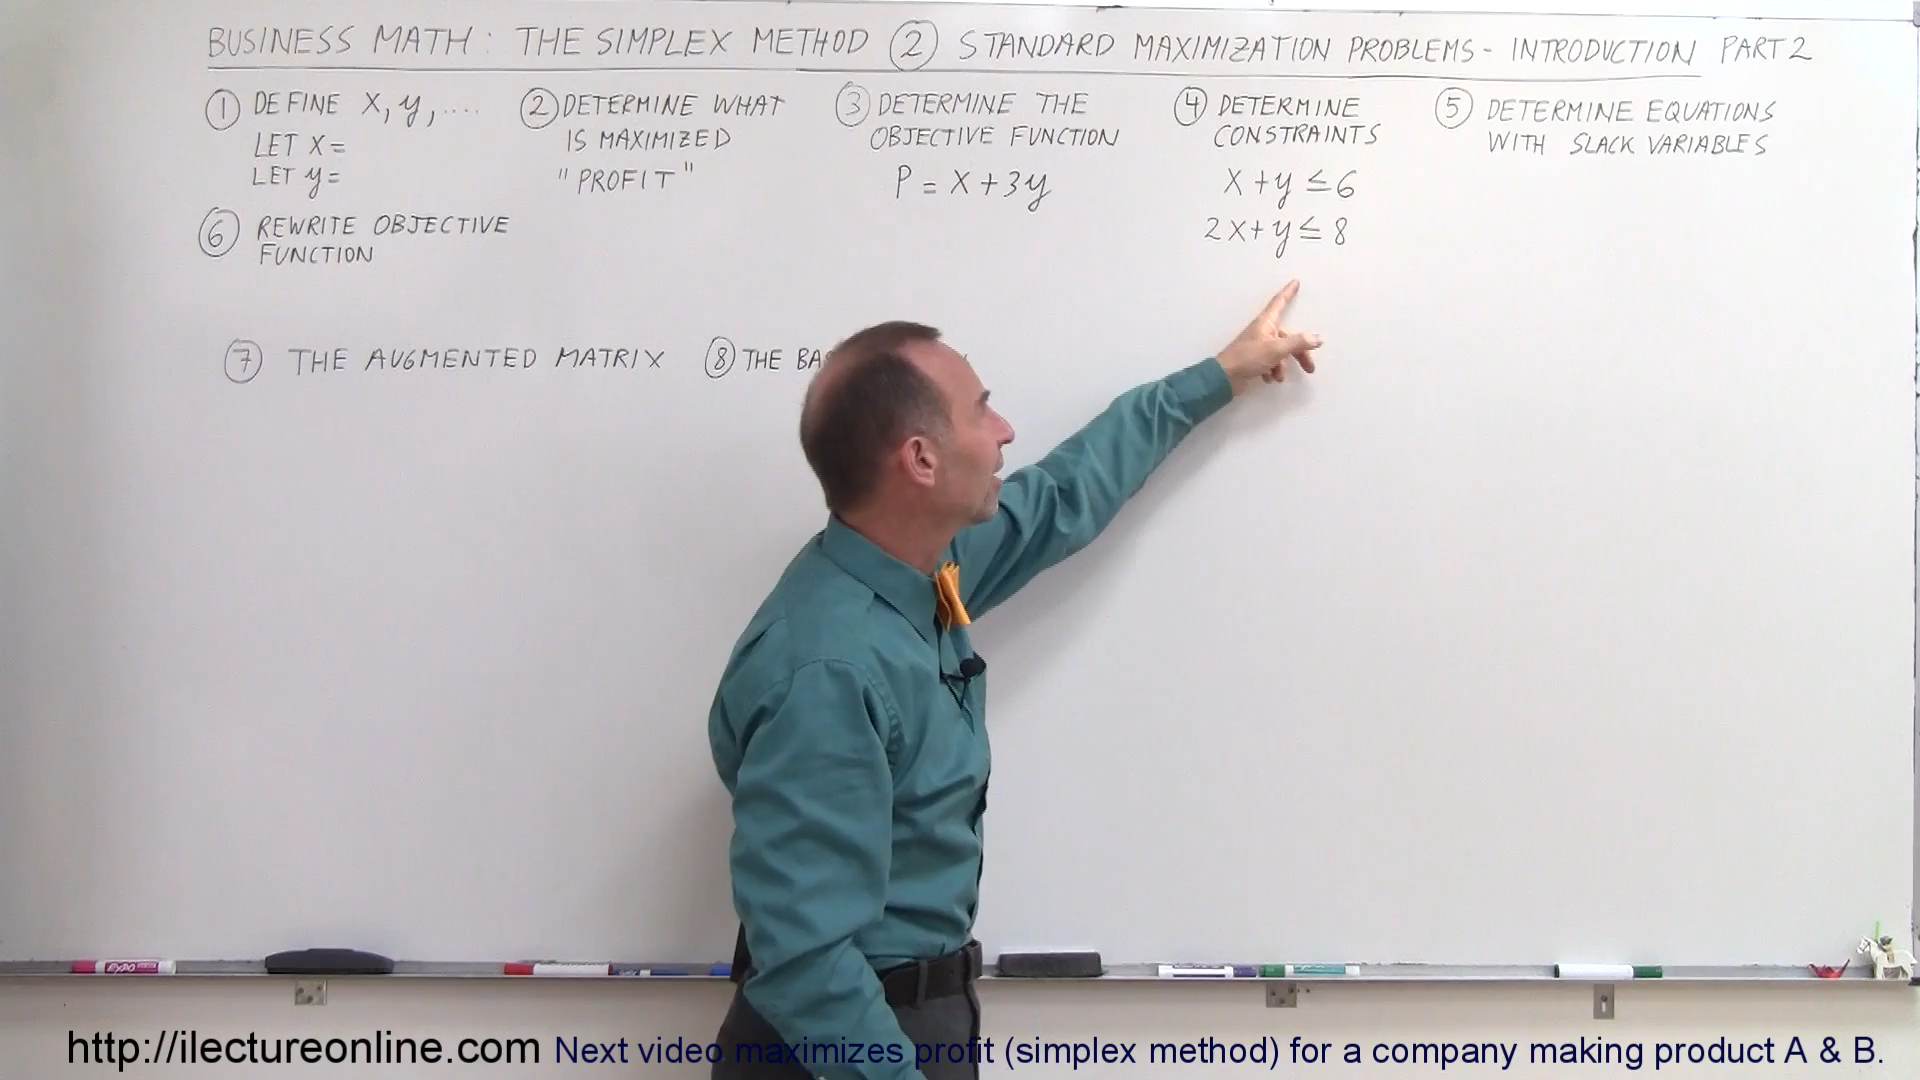 BUSINESS MATH: THE SIMPLEX METHOD ② STANDARD MAXIMIZATION PROBLEMS - INTRODUCTION PART 2
① DEFINE X, y, ....
LET X =
LET y =
② DETERMINE WHAT
IS MAXIMIZED
"PROFIT"
③ DETERMINE THE
OBJECTIVE FUNCTION
P = X + 3y
④ DETERMINE
CONSTRAINTS
X + y ≤ 6
2X + y ≤ 8
⑤ DETERMINE EQUATIONS
WITH SLACK VARIABLES
⑥ REWRITE OBJECTIVE
FUNCTION
⑦ THE AUGMENTED MATRIX
⑧ THE
EXPO
http://ilectureonline.com Next video maximizes profit (simplex method) for a company making product A & B.